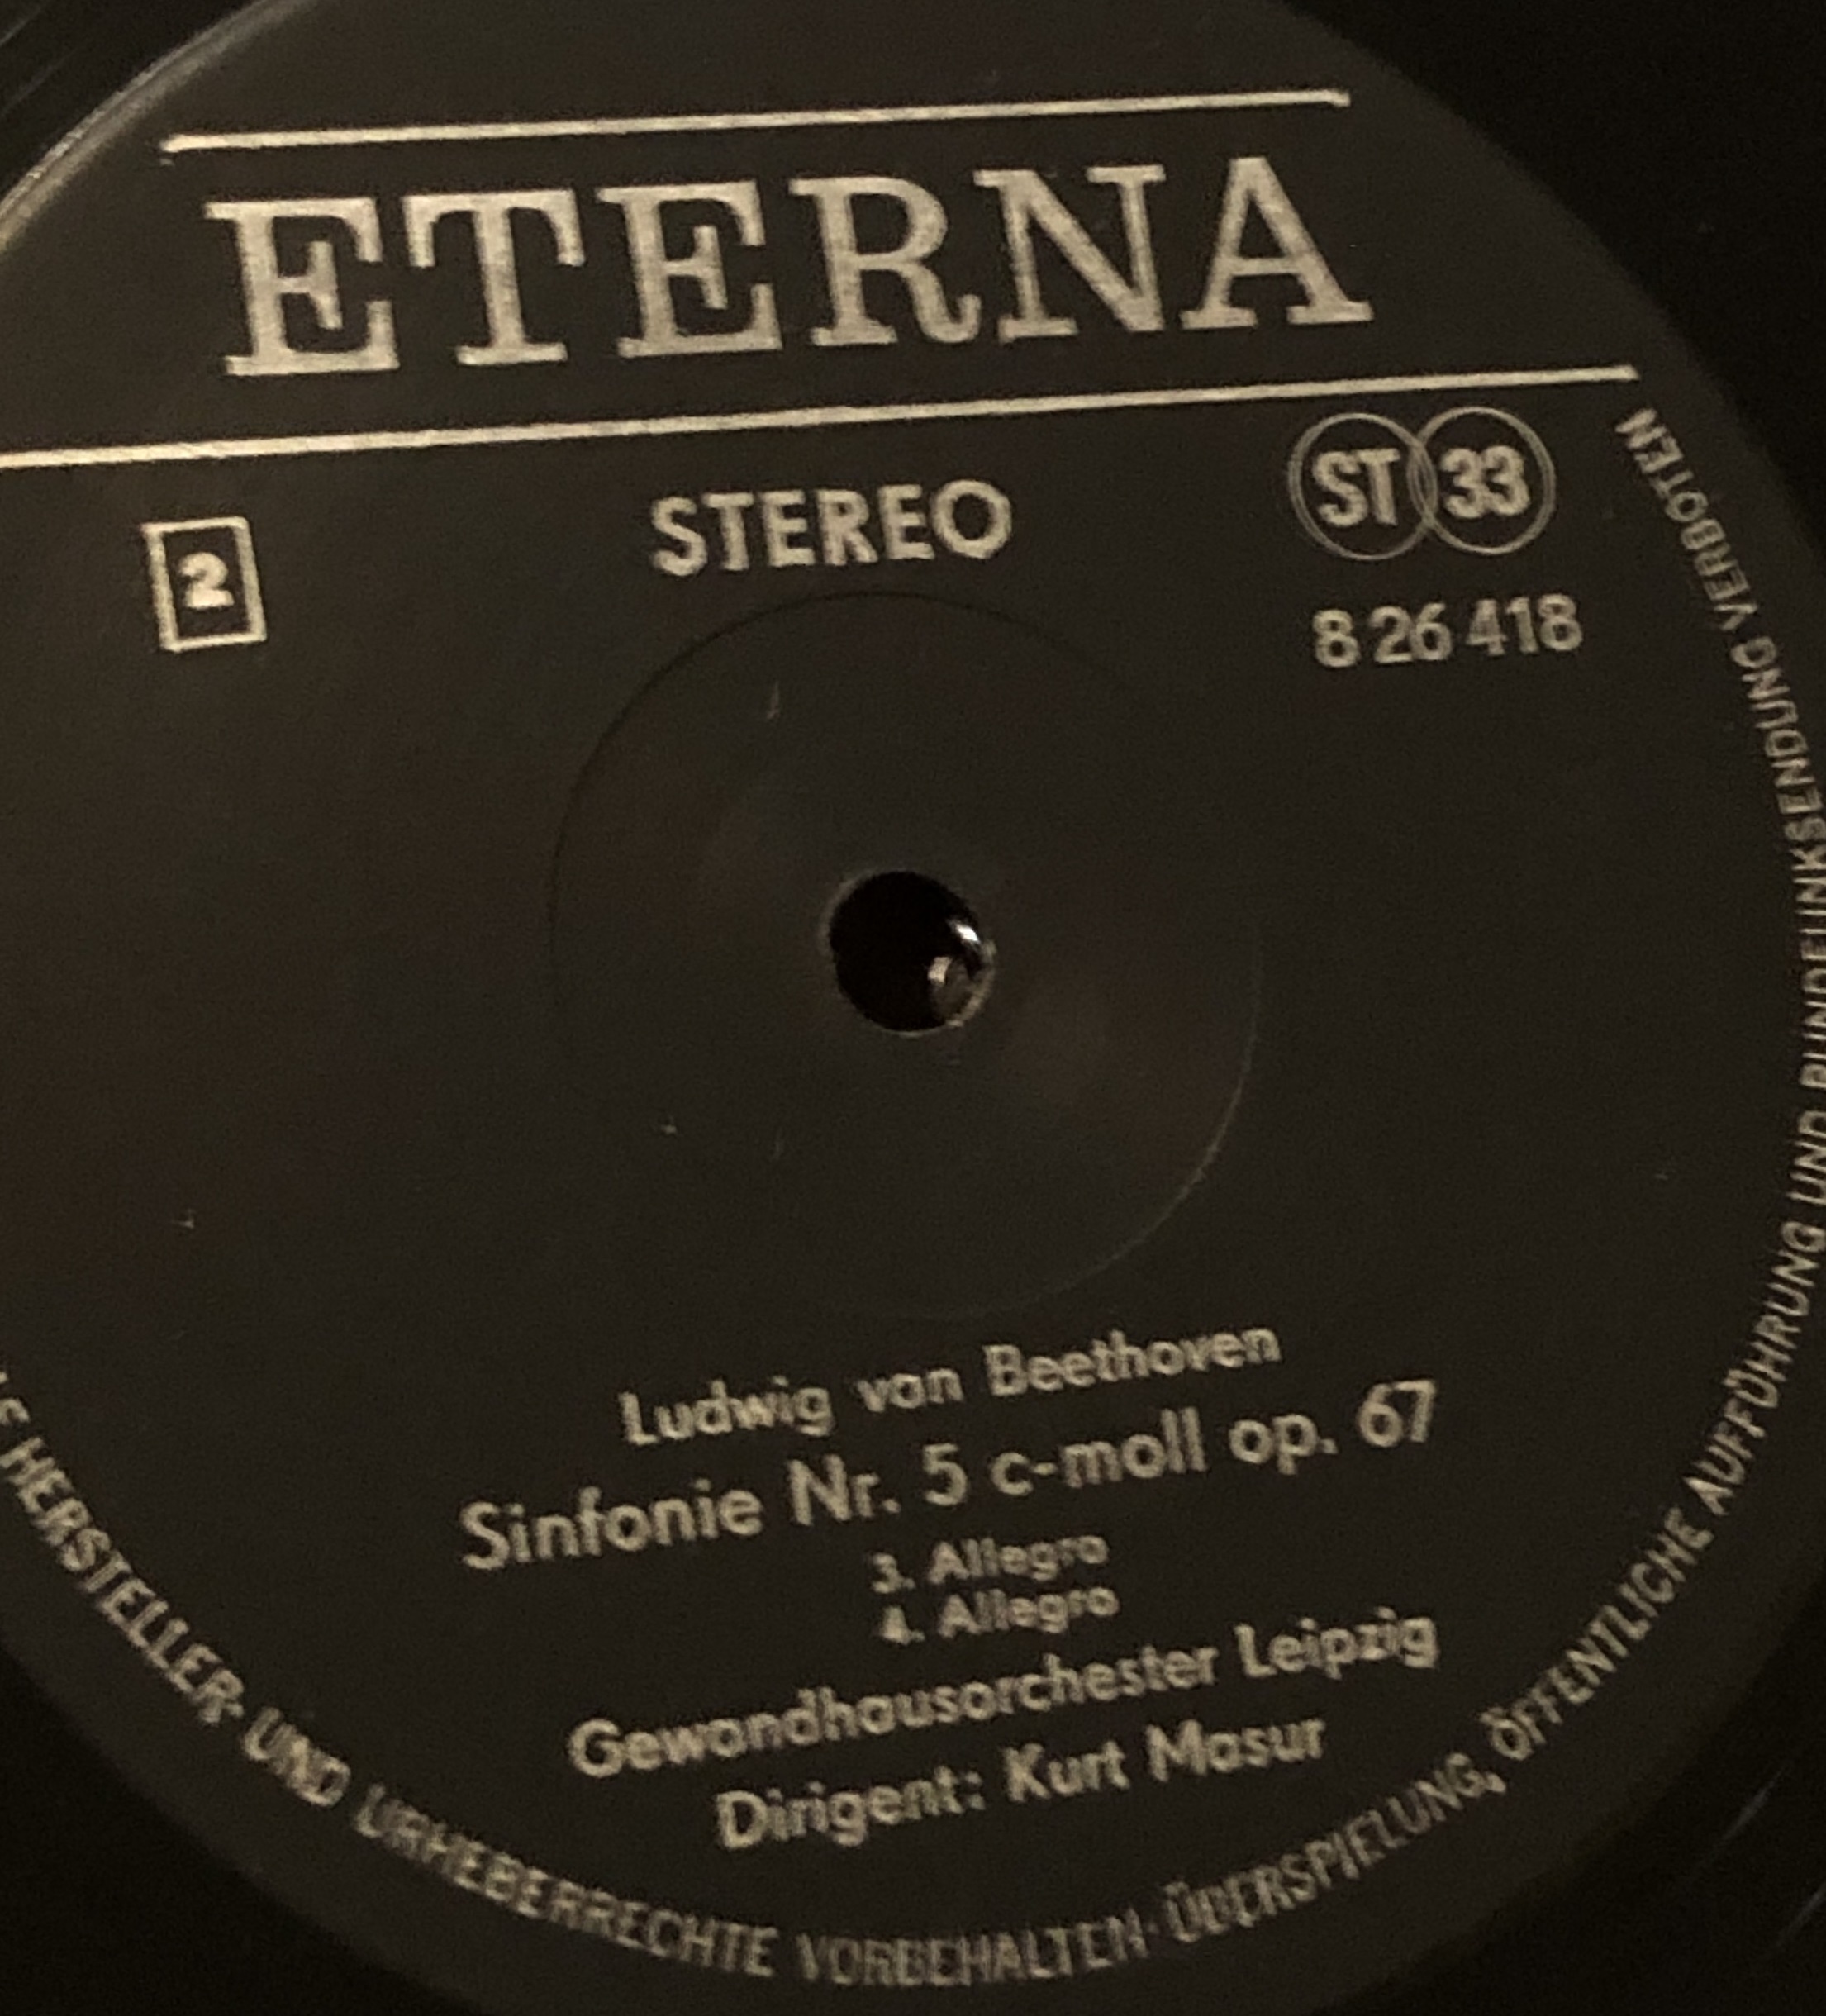 ETERNA
2
STEREO
ST 33
8 26 418
Ludwig van Beethoven
Sinfonie Nr. 5 c-moll op. 67
3. Allegro
4. Allegro
Gewandhausorchester Leipzig
Dirigent: Kurt Masur
HERSTELLER- UND URHEBERRECHTE VORBEHALTEN · ÜBERSPIELUNG, ÖFFENTLICHE AUFFÜHRUNG UND RUNDFUNKSENDUNG VERBOTEN